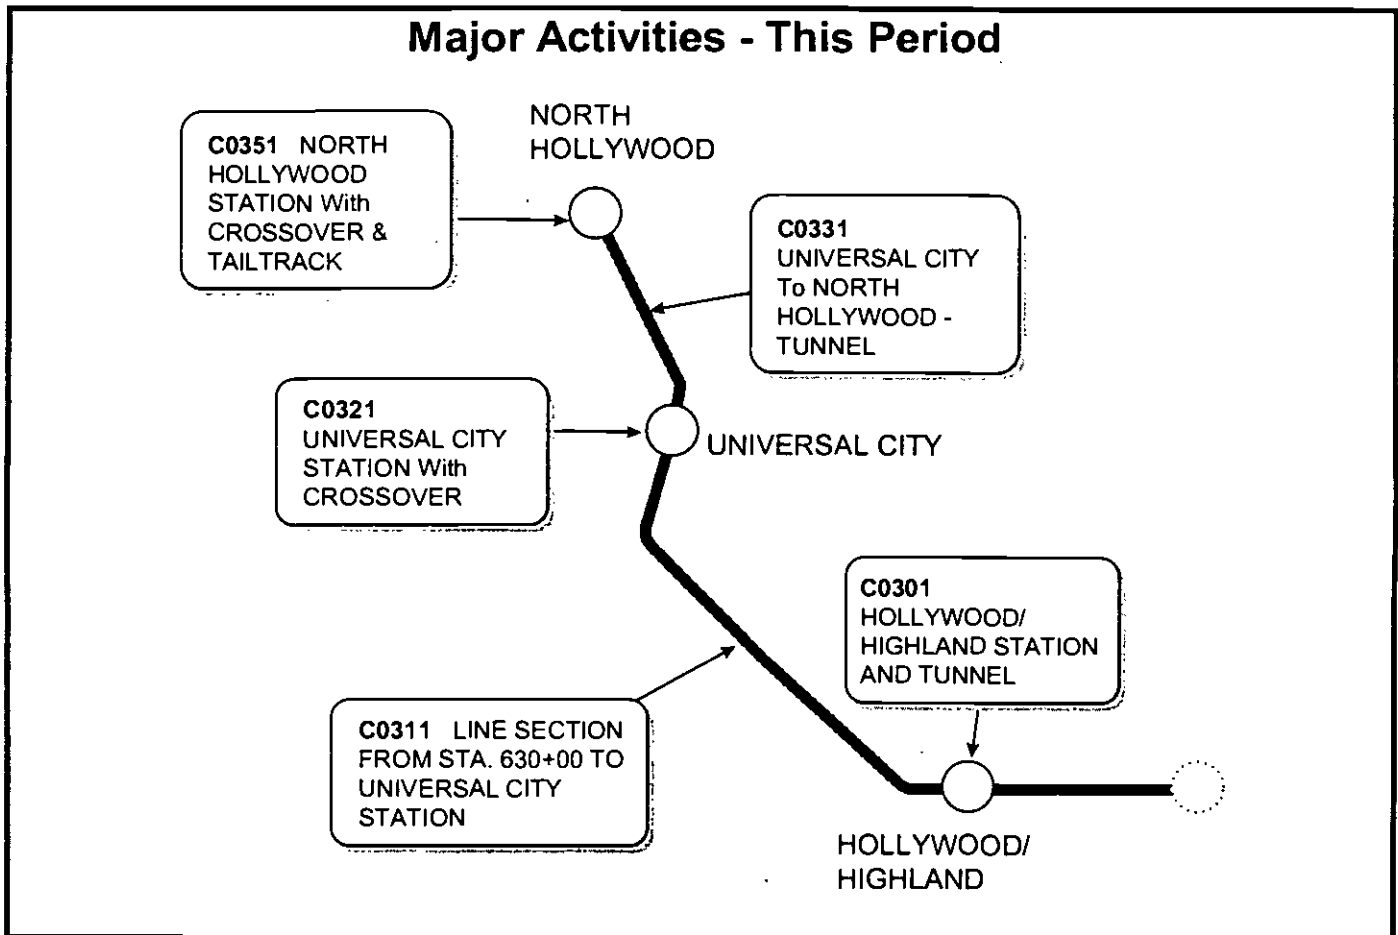 Major Activities - This Period
NORTH
HOLLYWOOD
C0351 NORTH
HOLLYWOOD
STATION With
CROSSOVER &
TAILTRACK
C0331
UNIVERSAL CITY
To NORTH
HOLLYWOOD -
TUNNEL
C0321
UNIVERSAL CITY
STATION With
CROSSOVER
UNIVERSAL CITY
C0301
HOLLYWOOD/
HIGHLAND STATION
AND TUNNEL
C0311 LINE SECTION
FROM STA. 630+00 TO
UNIVERSAL CITY
STATION
HOLLYWOOD/
HIGHLAND